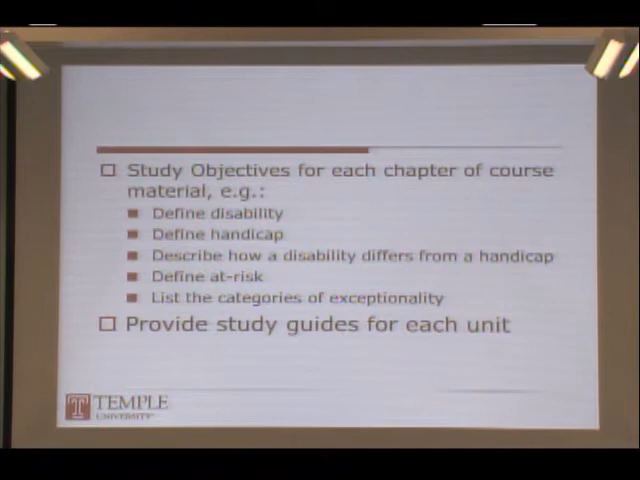 Study Objectives for each chapter of course
material, e.g.:
Define disability
Define handicap
Describe how a disability differs from a handicap
Define at-risk
List the categories of exceptionality
Provide study guides for each unit
T TEMPLE
UNIVERSITY